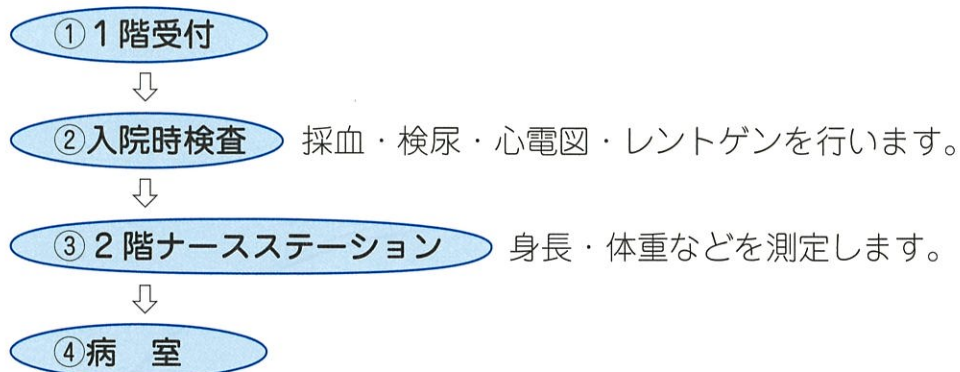 ①1階受付
⇩
②入院時検査 採血・検尿・心電図・レントゲンを行います。
⇩
③2階ナースステーション 身長・体重などを測定します。
⇩
④病 室